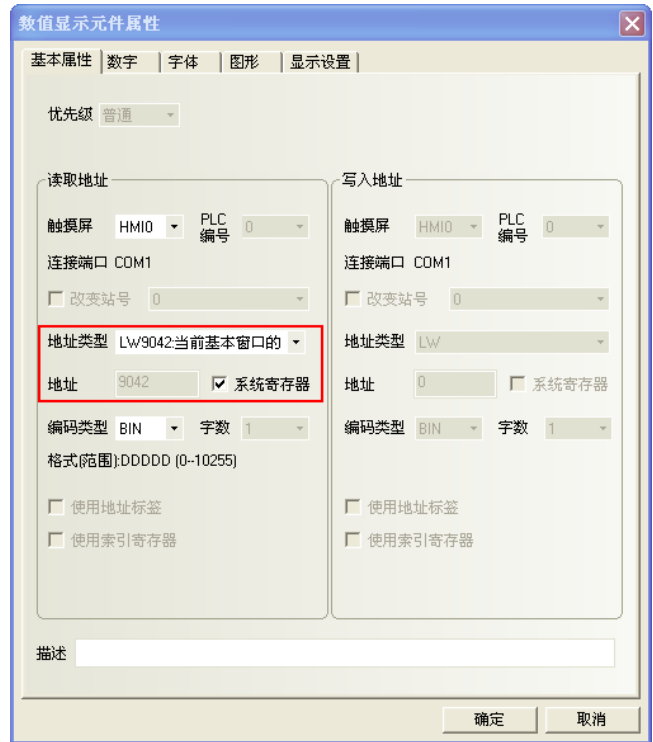 数值显示元件属性
基本属性 数字 字体 图形 显示设置
优先级 普通
读取地址
触摸屏 HMI0 PLC编号 0
连接端口 COM1
改变站号 0
地址类型 LW9042:当前基本窗口的
地址 9042 系统寄存器
编码类型 BIN 字数 1
格式(范围):DDDDD (0--10255)
使用地址标签
使用索引寄存器
写入地址
触摸屏 HMI0 PLC编号 0
连接端口 COM1
改变站号 0
地址类型 LW
地址 0 系统寄存器
编码类型 BIN 字数 1
使用地址标签
使用索引寄存器
描述
确定 取消